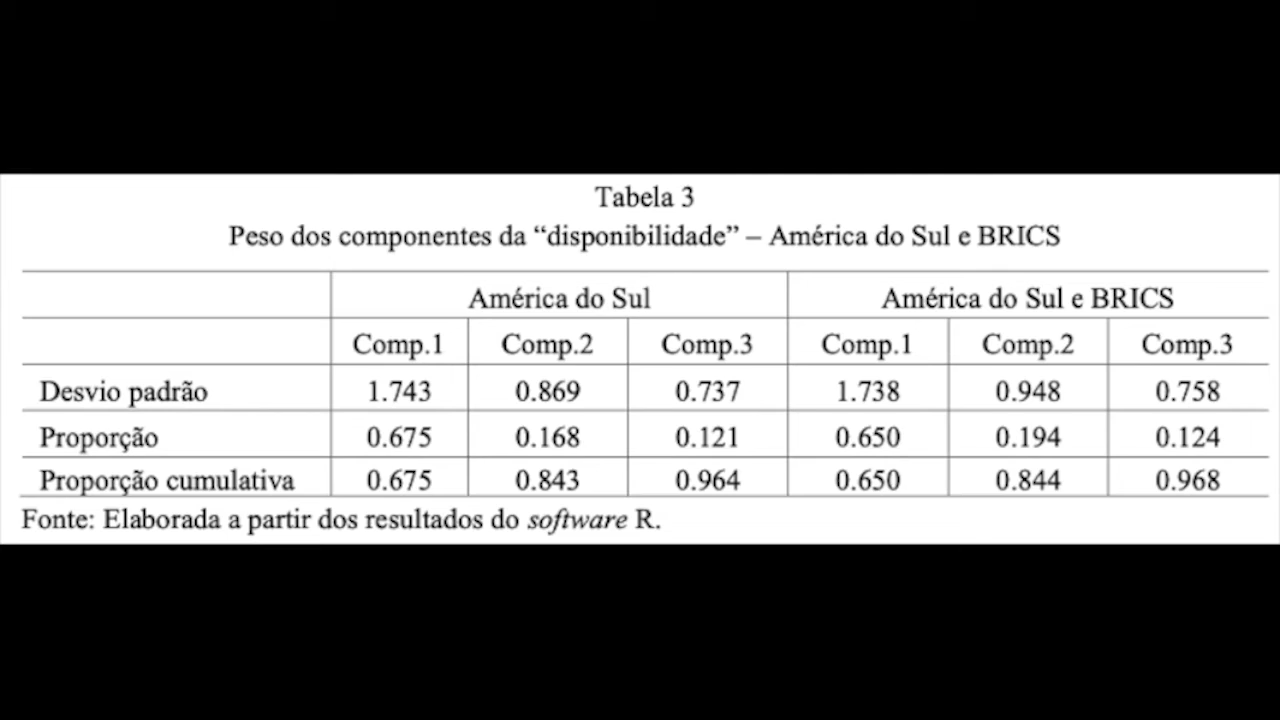 Tabela 3
Peso dos componentes da “disponibilidade” – América do Sul e BRICS
América do Sul América do Sul e BRICS
Comp.1 Comp.2 Comp.3 Comp.1 Comp.2 Comp.3
Desvio padrão 1.743 0.869 0.737 1.738 0.948 0.758
Proporção 0.675 0.168 0.121 0.650 0.194 0.124
Proporção cumulativa 0.675 0.843 0.964 0.650 0.844 0.968
Fonte: Elaborada a partir dos resultados do software R.